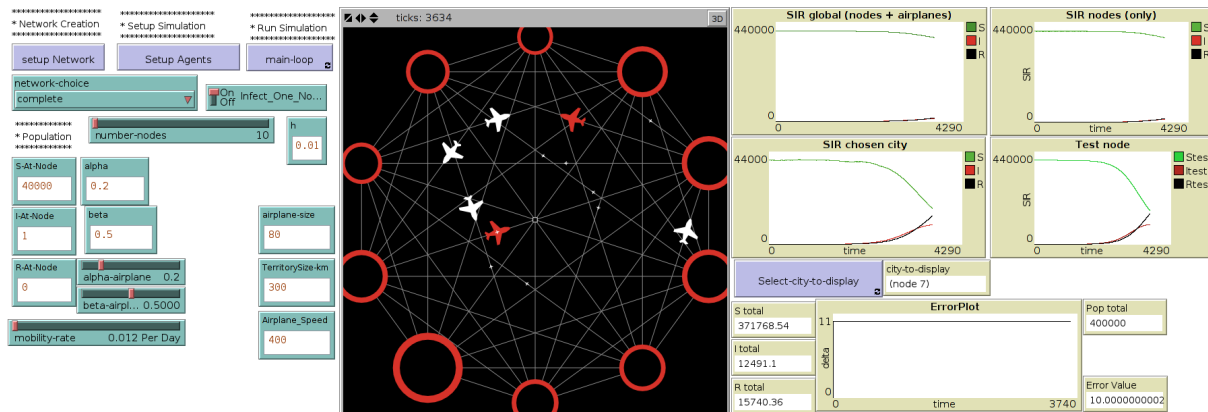 ********************
* Network Creation
********************
setup Network
********************
* Setup Simulation
********************
Setup Agents
******************
* Run Simulation
******************
main-loop
network-choice
complete
On
Off
Infect_One_No...
************
* Population
************
number-nodes 10
h
0.01
S-At-Node
40000
alpha
0.2
I-At-Node
1
beta
0.5
R-At-Node
0
alpha-airplane 0.2
beta-airpl... 0.5000
mobility-rate 0.012 Per Day
airplane-size
80
TerritorySize-km
300
Airplane_Speed
400
ticks: 3634
3D
SIR global (nodes + airplanes)
440000
0
0
4290
S
I
R
SIR nodes (only)
440000
SIR
0
0 time 4290
S
I
R
SIR chosen city
440000
0
0 time 4290
S
I
R
Test node
440000
SIR
0
0 time 4290
Stest
Itest
Rtest
Select-city-to-display
city-to-display
(node 7)
S total
371768.54
I total
12491.1
R total
15740.36
ErrorPlot
11
delta
0
0 time 3740
Pop total
400000
Error Value
10.0000000002